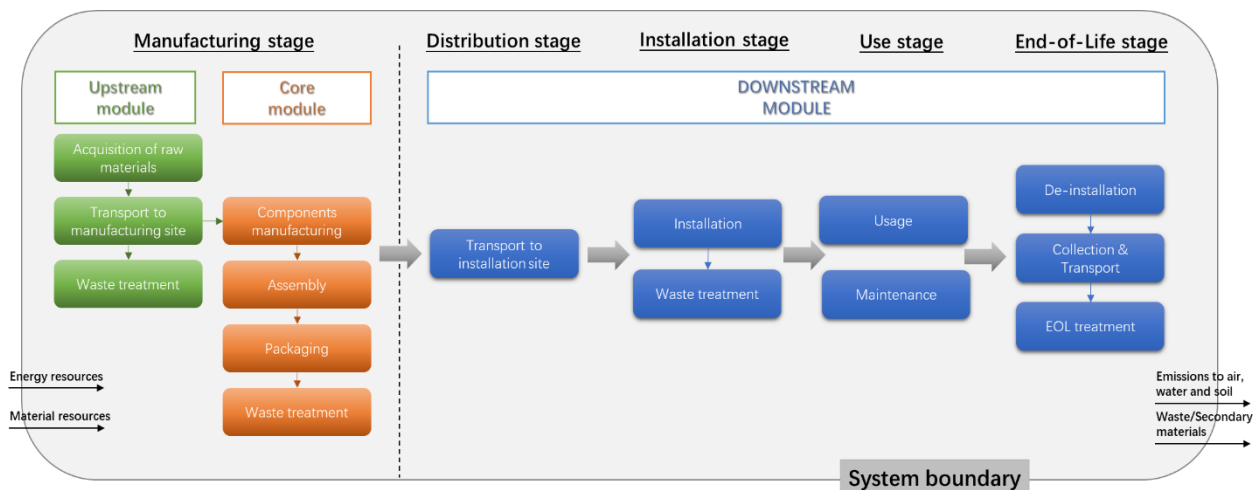 Manufacturing stage
Distribution stage
Installation stage
Use stage
End-of-Life stage
Upstream
module
Core
module
DOWNSTREAM
MODULE
Acquisition of raw
materials
Transport to
manufacturing site
Waste treatment
Components
manufacturing
Assembly
Packaging
Waste treatment
Transport to
installation site
Installation
Waste treatment
Usage
Maintenance
De-installation
Collection &
Transport
EOL treatment
Energy resources
Material resources
Emissions to air,
water and soil
Waste/Secondary
materials
System boundary